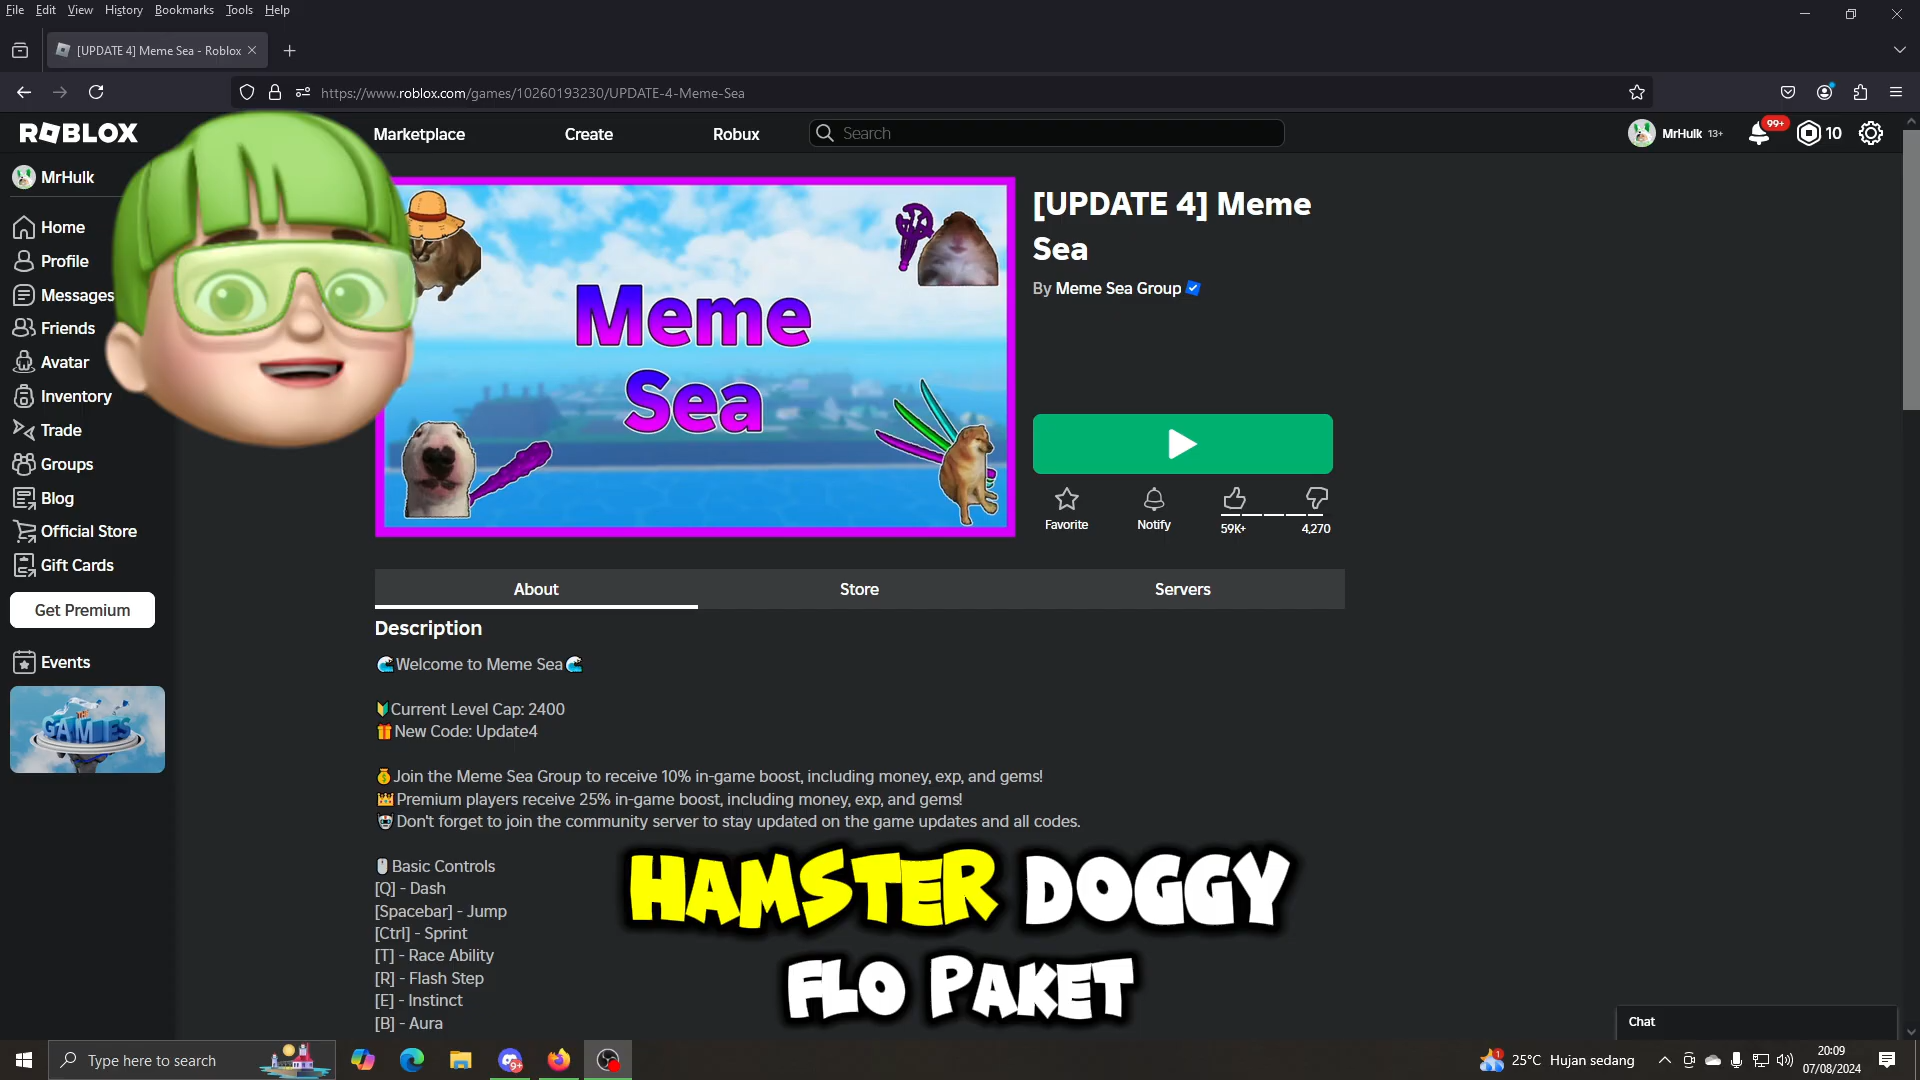 File Edit View History Bookmarks Tools Help
[UPDATE 4] Meme Sea - Roblox
https://www.roblox.com/games/10260193230/UPDATE-4-Meme-Sea
ROBLOX
Marketplace
Create
Robux
Search
MrHulk 13+
99+
10
MrHulk
Home
Profile
Messages
Friends
Avatar
Inventory
Trade
Groups
Blog
Official Store
Gift Cards
Get Premium
Events
THE GAMES
Meme
Sea
[UPDATE 4] Meme
Sea
By Meme Sea Group
Favorite
Notify
59K+
4,270
About
Store
Servers
Description
🌊Welcome to Meme Sea🌊
🔰Current Level Cap: 2400
🎁New Code: Update4
💰Join the Meme Sea Group to receive 10% in-game boost, including money, exp, and gems!
👑Premium players receive 25% in-game boost, including money, exp, and gems!
🤡Don't forget to join the community server to stay updated on the game updates and all codes.
🖱️Basic Controls
[Q] - Dash
[Spacebar] - Jump
[Ctrl] - Sprint
[T] - Race Ability
[R] - Flash Step
[E] - Instinct
[B] - Aura
HAMSTER DOGGY
FLO PAKET
Chat
Type here to search
9+
1
25°C Hujan sedang
20:09
07/08/2024